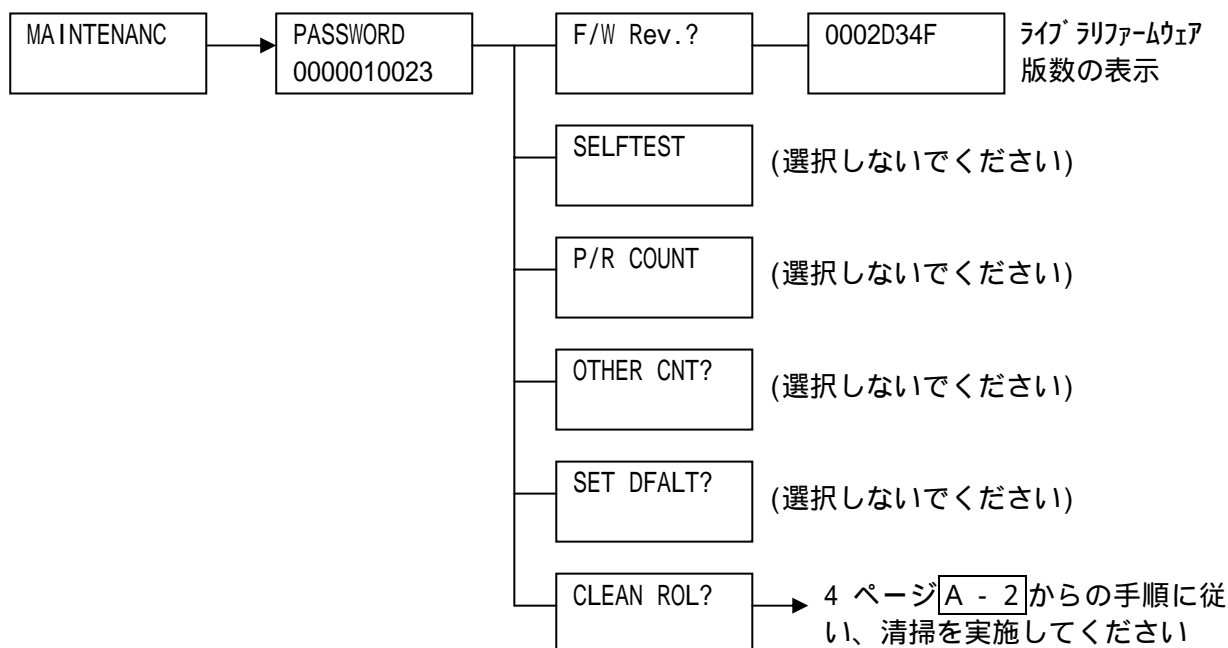 MAINTENANC
PASSWORD
0000010023
F/W Rev.?
0002D34F
ﾗｲﾌﾞﾗﾘﾌｧｰﾑｳｪｱ
版数の表示
SELFTEST
(選択しないでください)
P/R COUNT
(選択しないでください)
OTHER CNT?
(選択しないでください)
SET DFALT?
(選択しないでください)
CLEAN ROL?
4 ページA - 2からの手順に従
い、清掃を実施してください